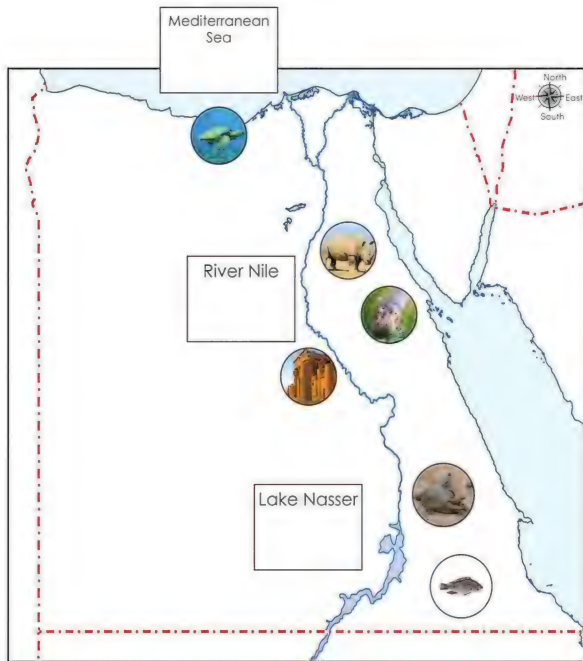 Mediterranean
Sea
North
West East
South
River Nile
Lake Nasser